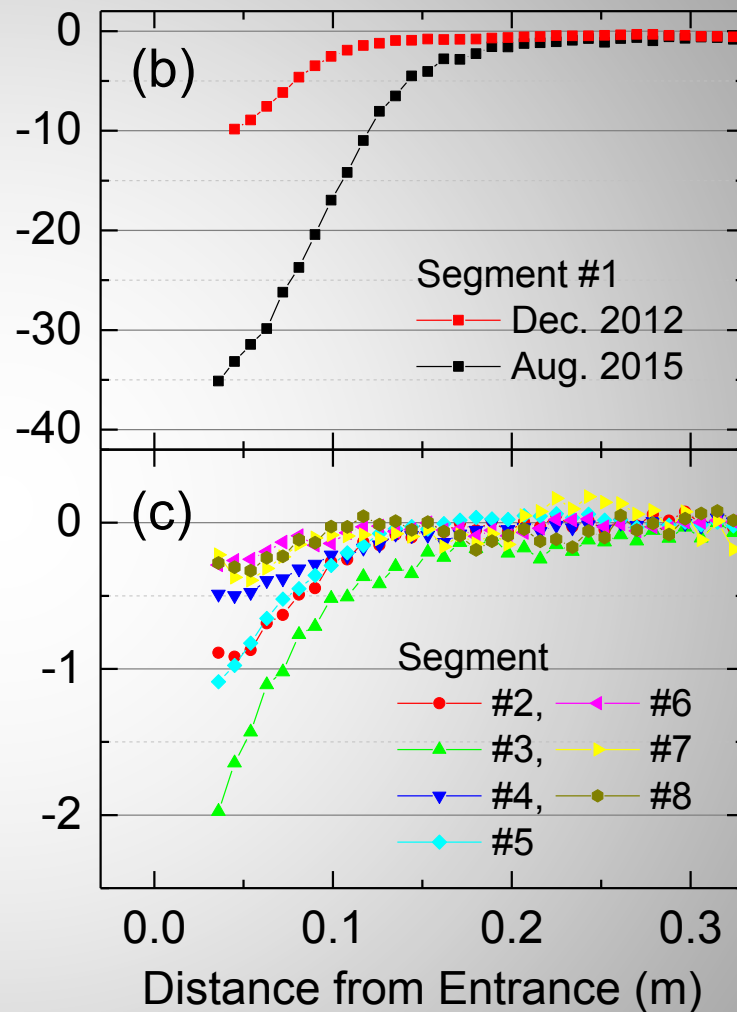 0
(b)
-10
-20
Segment #1
Dec. 2012
-30
Aug. 2015
-40
(c)
0
-1
Segment
#2, #6
#3, #7
#4, #8
-2
#5
0.0 0.1 0.2 0.3
Distance from Entrance (m)